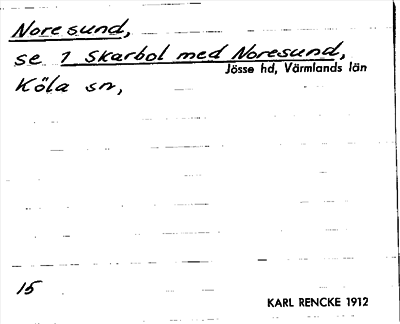 Noresund,
se 1 Skarbol med Noresund,
Jösse hd, Värmlands län
Köla sn,
15
KARL RENCKE 1912